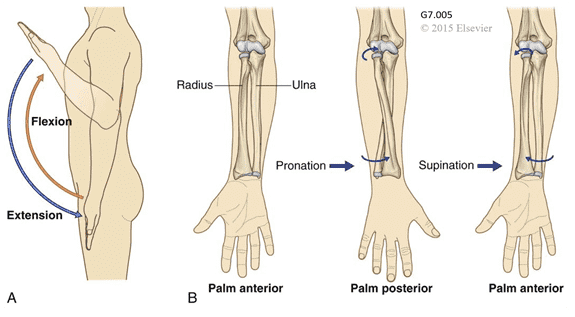 G7.005
© 2015 Elsevier
Radius
Ulna
Flexion
Pronation
Supination
Extension
A
B
Palm anterior
Palm posterior
Palm anterior